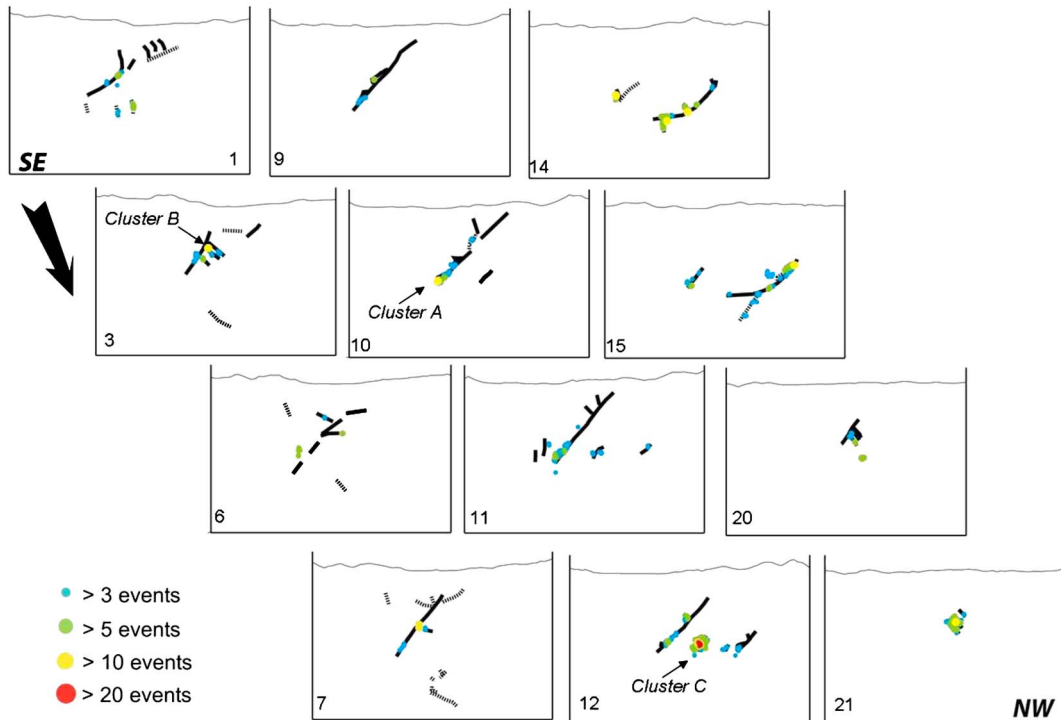 SE
1
9
14
Cluster B
3
Cluster A
10
15
6
11
20
> 3 events
> 5 events
> 10 events
> 20 events
7
Cluster C
12
21
NW